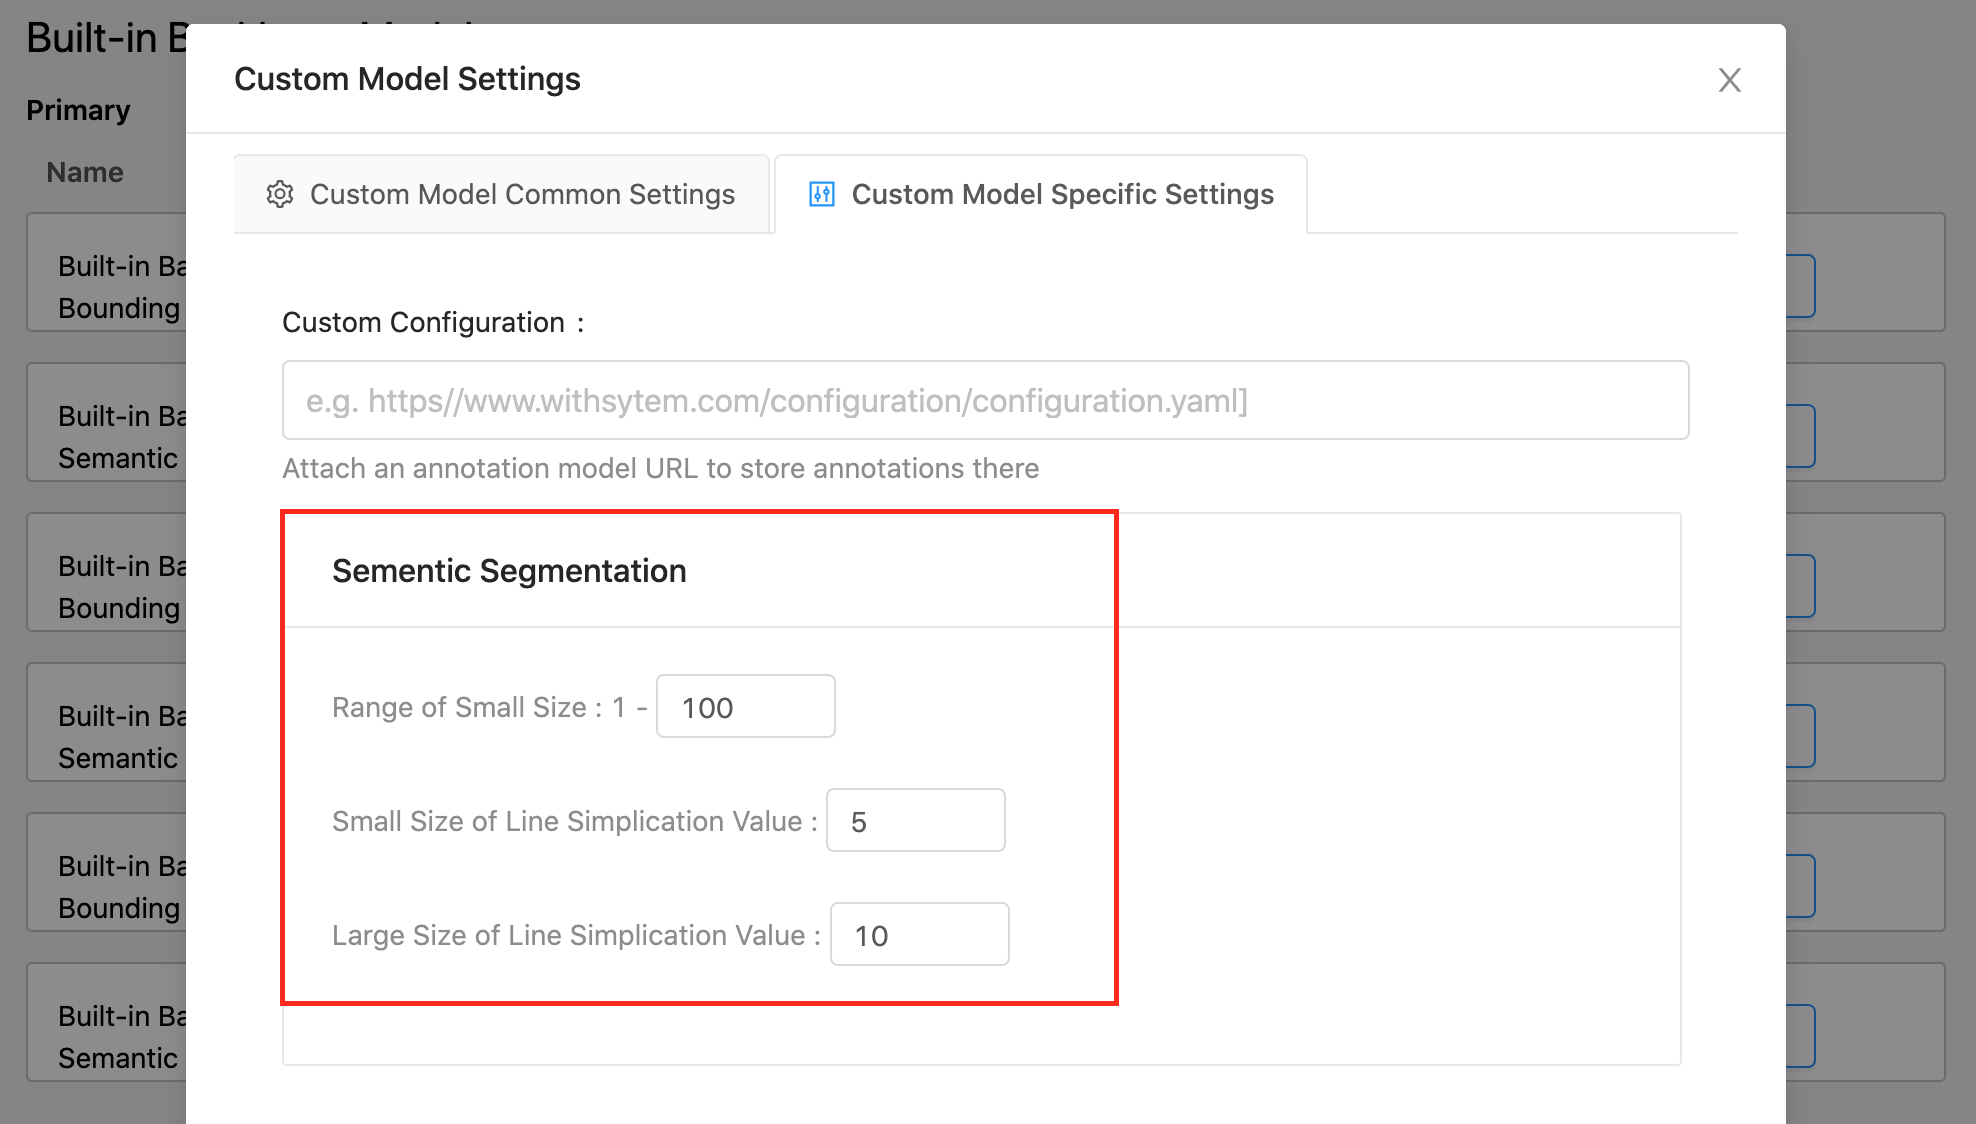 Built-in
Custom Model Settings
Primary
Name
Custom Model Common Settings
Custom Model Specific Settings
Built-in Ba
Bounding
Custom Configuration :
e.g. https//www.withsytem.com/configuration/configuration.yaml]
Built-in Ba
Semantic
Attach an annotation model URL to store annotations there
Sementic Segmentation
Built-in Ba
Bounding
Range of Small Size : 1 - 100
Built-in Ba
Semantic
Small Size of Line Simplication Value : 5
Built-in Ba
Bounding
Large Size of Line Simplication Value : 10
Built-in Ba
Semantic